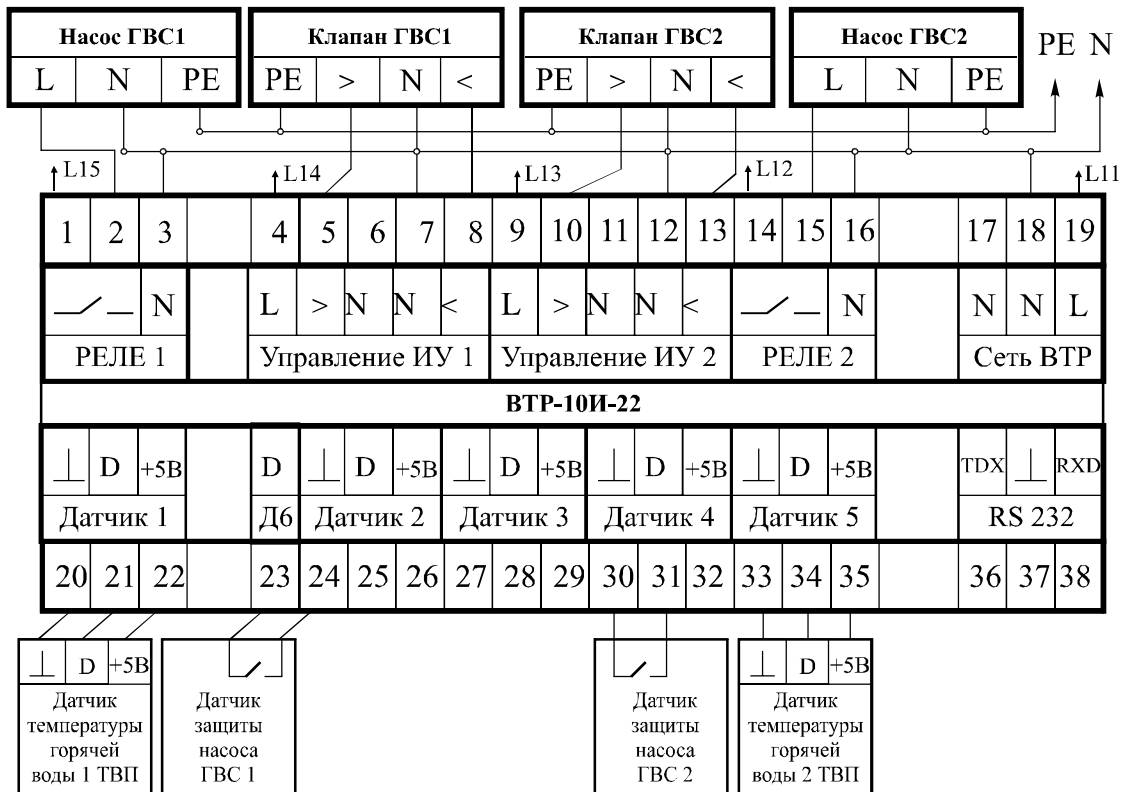 Насос ГВС1 Клапан ГВС1 Клапан ГВС2 Насос ГВС2 PE N
L N PE PE > N < PE > N < L N PE
L15 L14 L13 L12 L11
1 2 3 4 5 6 7 8 9 10 11 12 13 14 15 16 17 18 19
N L > N N < L > N N < N N N L
РЕЛЕ 1 Управление ИУ 1 Управление ИУ 2 РЕЛЕ 2 Сеть ВТР
ВТР-10И-22
⊥ D +5В D ⊥ D +5В ⊥ D +5В ⊥ D +5В ⊥ D +5В TDX ⊥ RXD
Датчик 1 Д6 Датчик 2 Датчик 3 Датчик 4 Датчик 5 RS 232
20 21 22 23 24 25 26 27 28 29 30 31 32 33 34 35 36 37 38
⊥ D +5В
Датчик
температуры
горячей
воды 1 ТВП
Датчик
защиты
насоса
ГВС 1
Датчик
защиты
насоса
ГВС 2
⊥ D +5В
Датчик
температуры
горячей
воды 2 ТВП